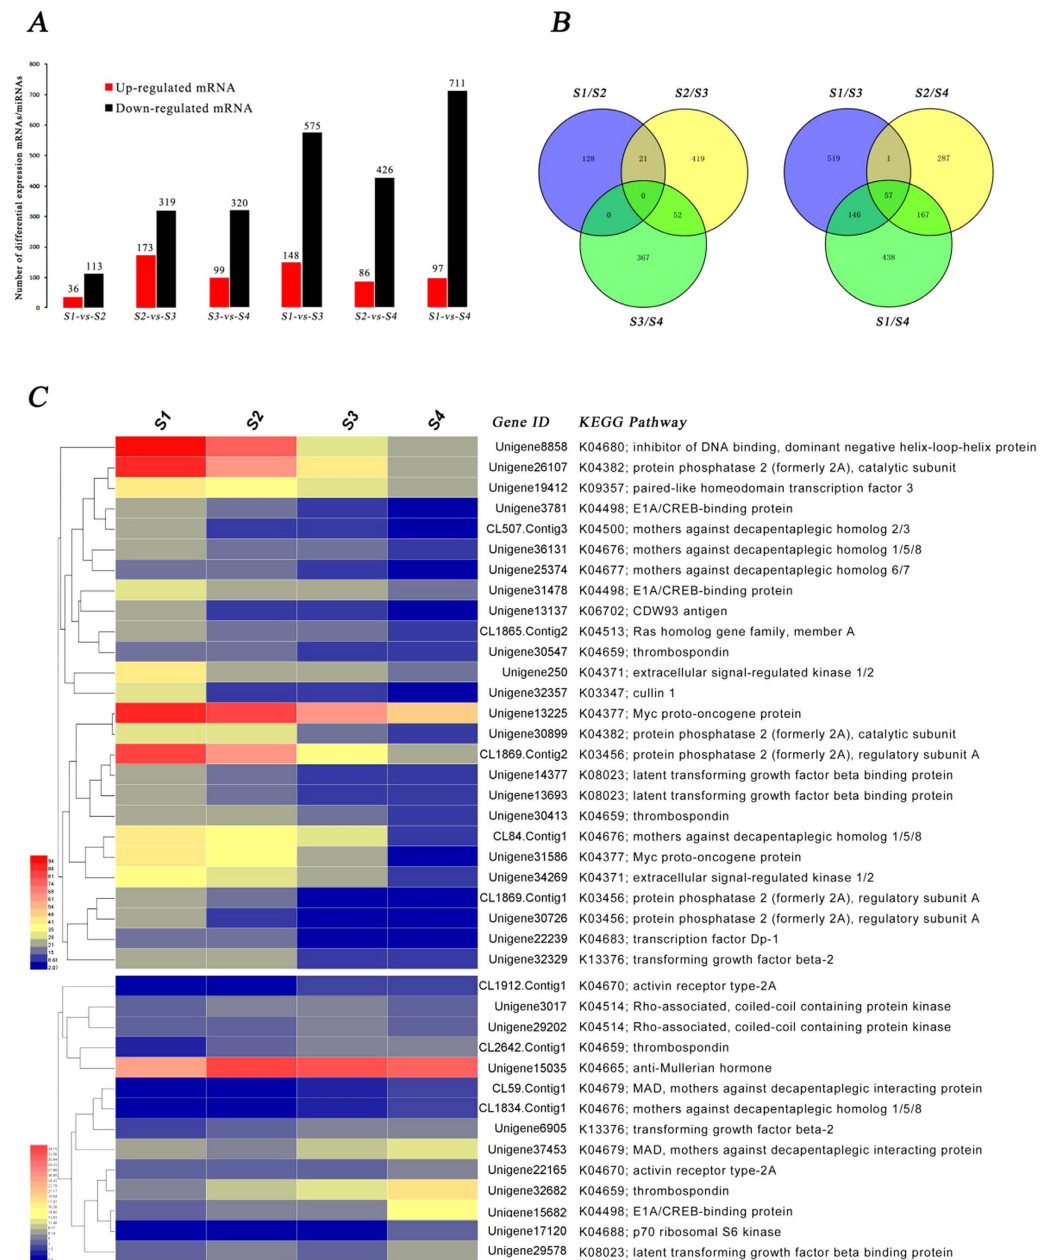 A
B
Number of differential expression mRNAs/miRNAs
800
700
600
500
400
300
200
100
0
Up-regulated mRNA
Down-regulated mRNA
36
113
173
319
99
320
148
575
86
426
97
711
S1-vs-S2
S2-vs-S3
S3-vs-S4
S1-vs-S3
S2-vs-S4
S1-vs-S4
S1/S2
S2/S3
128
21
419
0
0
52
367
S3/S4
S1/S3
S2/S4
519
1
287
57
146
167
438
S1/S4
C
S1 S2 S3 S4
Gene ID KEGG Pathway
Unigene8858 K04680; inhibitor of DNA binding, dominant negative helix-loop-helix protein
Unigene26107 K04382; protein phosphatase 2 (formerly 2A), catalytic subunit
Unigene19412 K09357; paired-like homeodomain transcription factor 3
Unigene3781 K04498; E1A/CREB-binding protein
CL507.Contig3 K04500; mothers against decapentaplegic homolog 2/3
Unigene36131 K04676; mothers against decapentaplegic homolog 1/5/8
Unigene25374 K04677; mothers against decapentaplegic homolog 6/7
Unigene31478 K04498; E1A/CREB-binding protein
Unigene13137 K06702; CDW93 antigen
CL1865.Contig2 K04513; Ras homolog gene family, member A
Unigene30547 K04659; thrombospondin
Unigene250 K04371; extracellular signal-regulated kinase 1/2
Unigene32357 K03347; cullin 1
Unigene13225 K04377; Myc proto-oncogene protein
Unigene30899 K04382; protein phosphatase 2 (formerly 2A), catalytic subunit
CL1869.Contig2 K03456; protein phosphatase 2 (formerly 2A), regulatory subunit A
Unigene14377 K08023; latent transforming growth factor beta binding protein
Unigene13693 K08023; latent transforming growth factor beta binding protein
Unigene30413 K04659; thrombospondin
CL84.Contig1 K04676; mothers against decapentaplegic homolog 1/5/8
Unigene31586 K04377; Myc proto-oncogene protein
Unigene34269 K04371; extracellular signal-regulated kinase 1/2
CL1869.Contig1 K03456; protein phosphatase 2 (formerly 2A), regulatory subunit A
Unigene30726 K03456; protein phosphatase 2 (formerly 2A), regulatory subunit A
Unigene22239 K04683; transcription factor Dp-1
Unigene32329 K13376; transforming growth factor beta-2
94
88
81
74
68
61
54
48
41
35
28
21
15
8.68
2.07
CL1912.Contig1 K04670; activin receptor type-2A
Unigene3017 K04514; Rho-associated, coiled-coil containing protein kinase
Unigene29202 K04514; Rho-associated, coiled-coil containing protein kinase
CL2642.Contig1 K04659; thrombospondin
Unigene15035 K04665; anti-Mullerian hormone
CL59.Contig1 K04679; MAD, mothers against decapentaplegic interacting protein
CL1834.Contig1 K04676; mothers against decapentaplegic homolog 1/5/8
Unigene6905 K13376; transforming growth factor beta-2
Unigene37453 K04679; MAD, mothers against decapentaplegic interacting protein
Unigene22165 K04670; activin receptor type-2A
Unigene32682 K04659; thrombospondin
Unigene15682 K04498; E1A/CREB-binding protein
Unigene17120 K04688; p70 ribosomal S6 kinase
Unigene29578 K08023; latent transforming growth factor beta binding protein